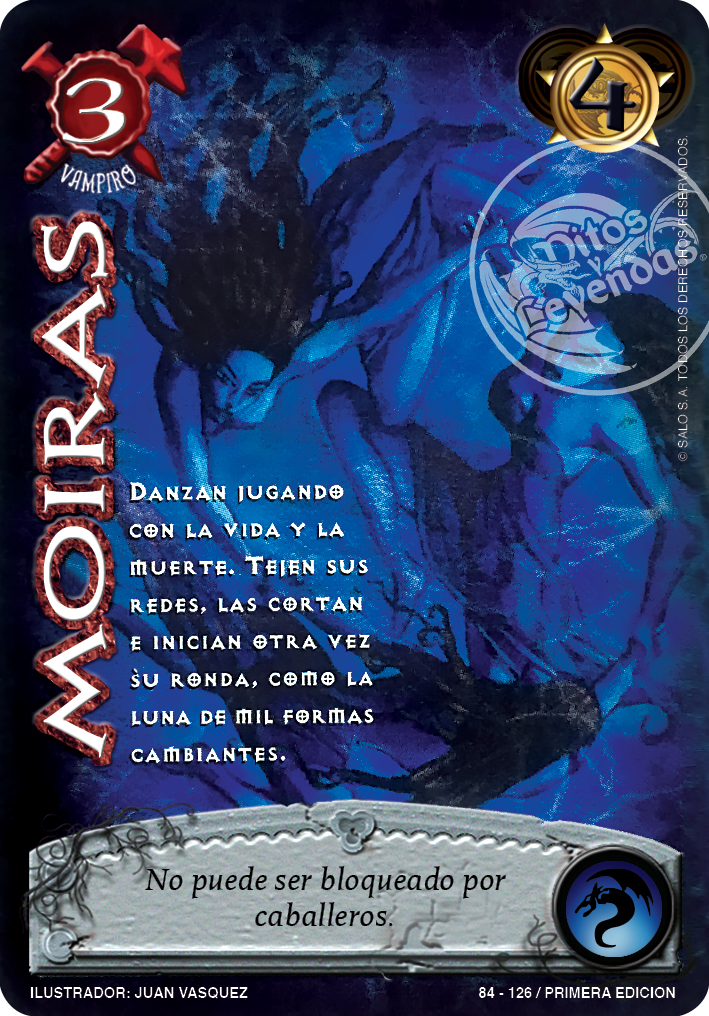 3
VAMPIRO
4
Mitos
y
Leyendas
®
© SALO S.A. TODOS LOS DERECHOS RESERVADOS.
MOIRAS
DANZAN JUGANDO
CON LA VIDA Y LA
MUERTE. TEJEN SUS
REDES, LAS CORTAN
E INICIAN OTRA VEZ
SU RONDA, COMO LA
LUNA DE MIL FORMAS
CAMBIANTES.
No puede ser bloqueado por
caballeros.
ILUSTRADOR: JUAN VASQUEZ
84 - 126 / PRIMERA EDICION